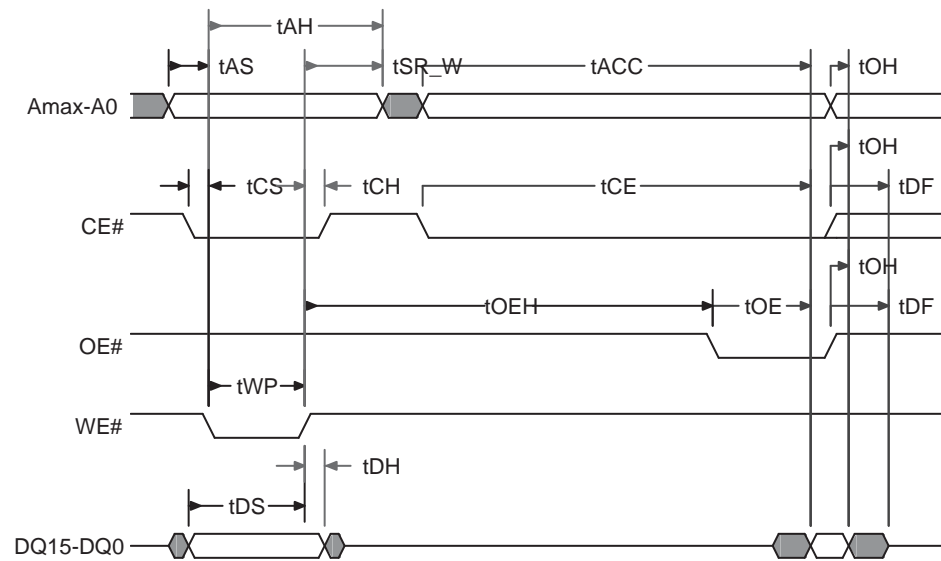 tAH
tAS
tSR_W
tACC
tOH
Amax-A0
tOH
tCS
tCH
tCE
tDF
CE#
tOH
tOEH
tOE
tDF
OE#
tWP
WE#
tDH
tDS
DQ15-DQ0